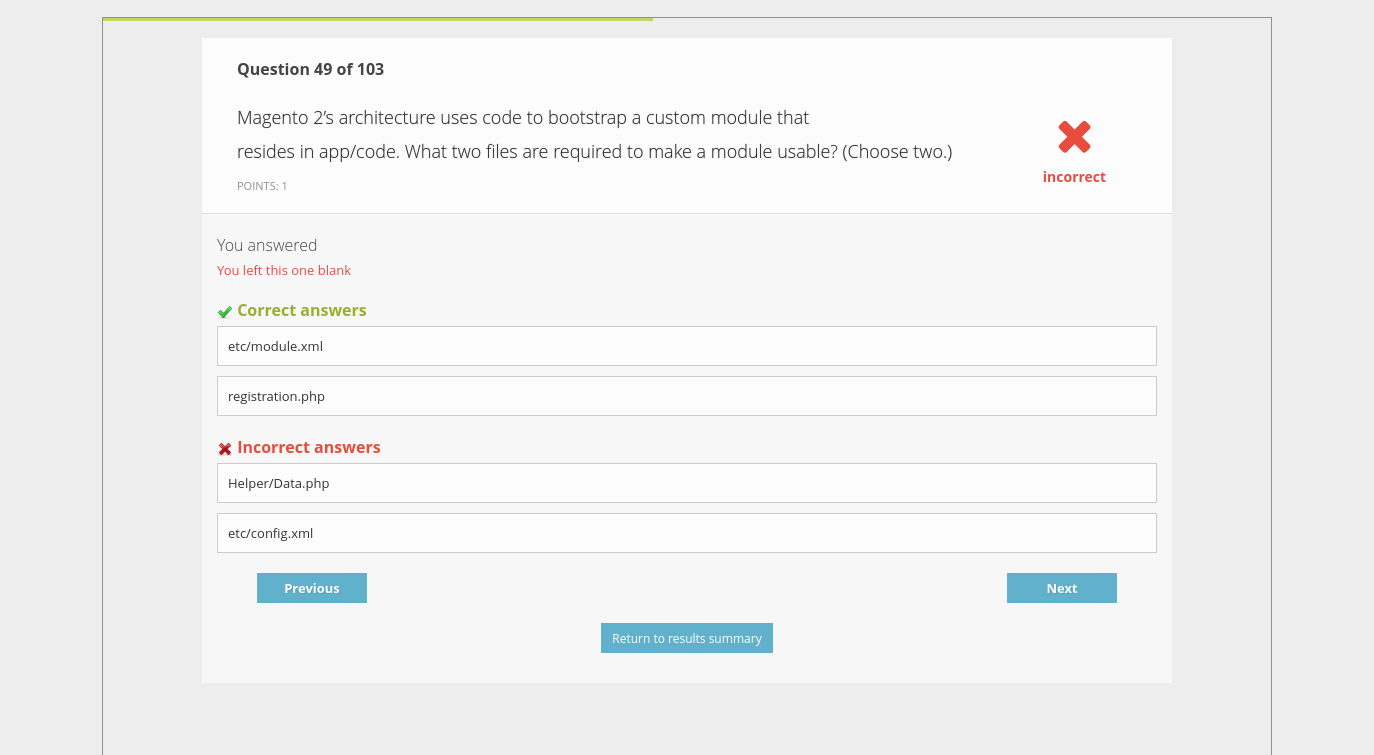 Question 49 of 103
Magento 2’s architecture uses code to bootstrap a custom module that
resides in app/code. What two files are required to make a module usable? (Choose two.)
POINTS: 1
incorrect
You answered
You left this one blank
Correct answers
etc/module.xml
registration.php
Incorrect answers
Helper/Data.php
etc/config.xml
Previous
Next
Return to results summary